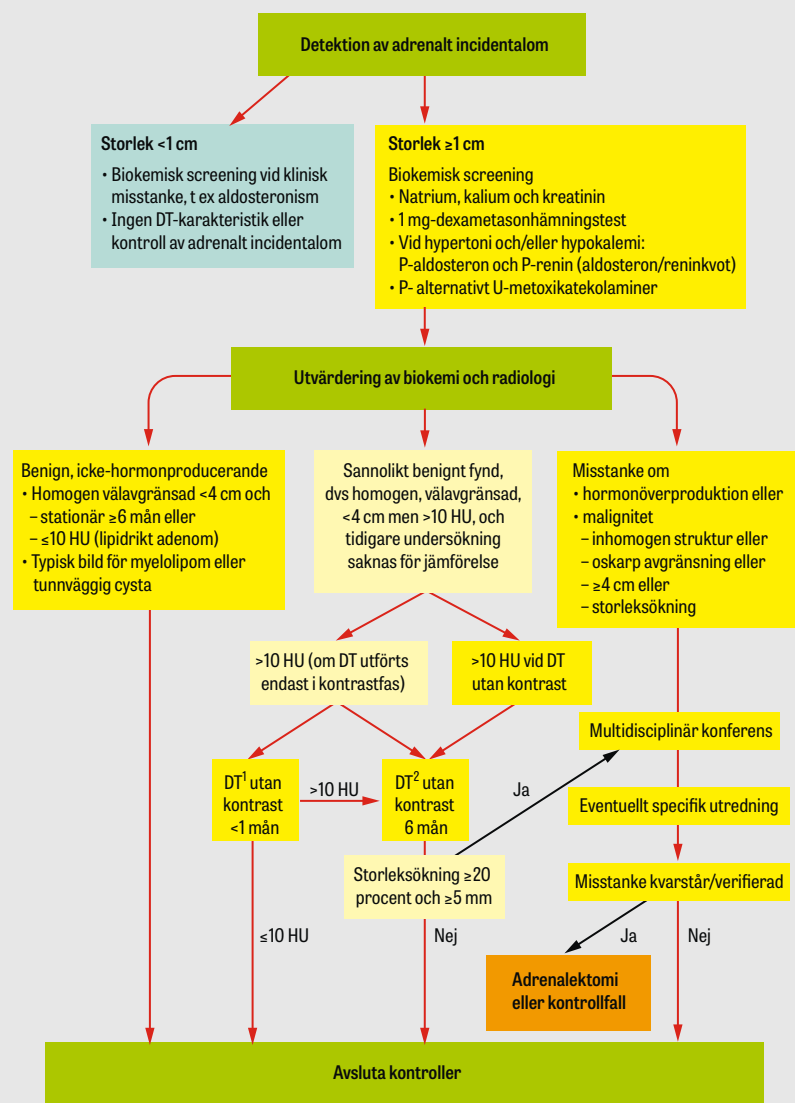 Detektion av adrenalt incidentalom
Storlek <1 cm
• Biokemisk screening vid klinisk
misstanke, t ex aldosteronism
• Ingen DT-karakteristik eller
kontroll av adrenalt incidentalom
Storlek ≥1 cm
Biokemisk screening
• Natrium, kalium och kreatinin
• 1 mg-dexametasonhämningstest
• Vid hypertoni och/eller hypokalemi:
P-aldosteron och P-renin (aldosteron/reninkvot)
• P- alternativt U-metoxikatekolaminer
Utvärdering av biokemi och radiologi
Benign, icke-hormonproducerande
• Homogen välavgränsad <4 cm och
– stationär ≥6 mån eller
– ≤10 HU (lipidrikt adenom)
• Typisk bild för myelolipom eller
tunnväggig cysta
Sannolikt benignt fynd,
dvs homogen, välavgränsad,
<4 cm men >10 HU, och
tidigare undersökning
saknas för jämförelse
Misstanke om
• hormonöverproduktion eller
• malignitet
– inhomogen struktur eller
– oskarp avgränsning eller
– ≥4 cm eller
– storleksökning
>10 HU (om DT utförts
endast i kontrastfas)
>10 HU vid DT
utan kontrast
Multidisciplinär konferens
DT¹ utan
kontrast
<1 mån
>10 HU
DT² utan
kontrast
6 mån
Ja
Eventuellt specifik utredning
Storleksökning ≥20
procent och ≥5 mm
Misstanke kvarstår/verifierad
≤10 HU
Nej
Ja
Nej
Adrenalektomi
eller kontrollfall
Avsluta kontroller